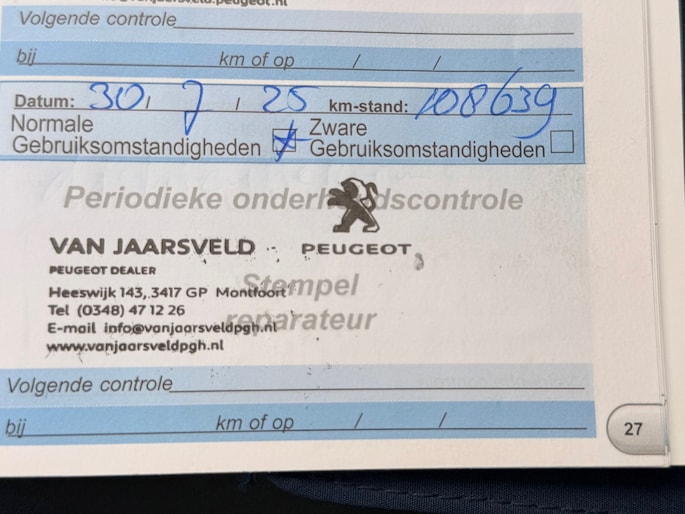 Volgende controle
bij km of op / /
Datum: 30 / 7 / 25 km-stand: 108639
Normale Gebruiksomstandigheden Zware Gebruiksomstandigheden
Periodieke onderhoudscontrole
VAN JAARSVELD PEUGEOT
PEUGEOT DEALER
Stempel
Heeswijk 143, 3417 GP Montfoort
Tel (0348) 47 12 26
reparateur
E-mail info@vanjaarsveldpgh.nl
www.vanjaarsveldpgh.nl
Volgende controle
bij km of op / /
27